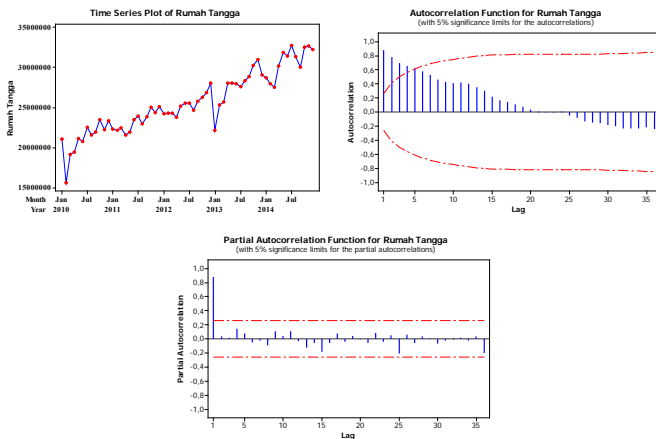 Time Series Plot of Rumah Tangga
35000000
30000000
25000000
20000000
15000000
Rumah Tangga
Month Jan Jul Jan Jul Jan Jul Jan Jul Jan Jul
Year 2010 2011 2012 2013 2014
Autocorrelation Function for Rumah Tangga
(with 5% significance limits for the autocorrelations)
1,0
0,8
0,6
0,4
0,2
0,0
-0,2
-0,4
-0,6
-0,8
-1,0
Autocorrelation
1 5 10 15 20 25 30 35
Lag
Partial Autocorrelation Function for Rumah Tangga
(with 5% significance limits for the partial autocorrelations)
1,0
0,8
0,6
0,4
0,2
0,0
-0,2
-0,4
-0,6
-0,8
-1,0
Partial Autocorrelation
1 5 10 15 20 25 30 35
Lag